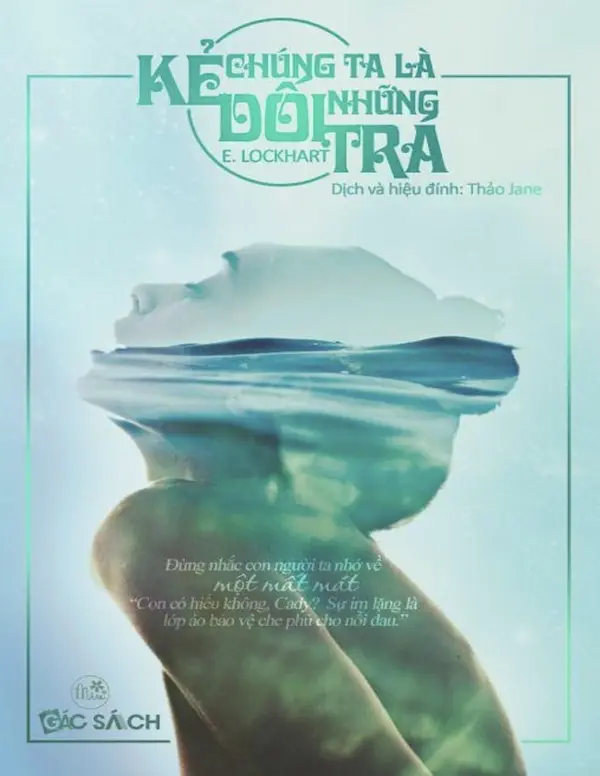 CHÚNG TA LÀ
KẺ DỐI NHỮNG
TRÁ
E. LOCKHART
Dịch và hiệu đính: Thảo Jane
Đừng nhắc con người ta nhớ về
một mất mát
“Con có hiểu không, Cady? Sự im lặng là
lớp áo bảo vệ che phủ cho nỗi đau.”
GÁC SÁCH